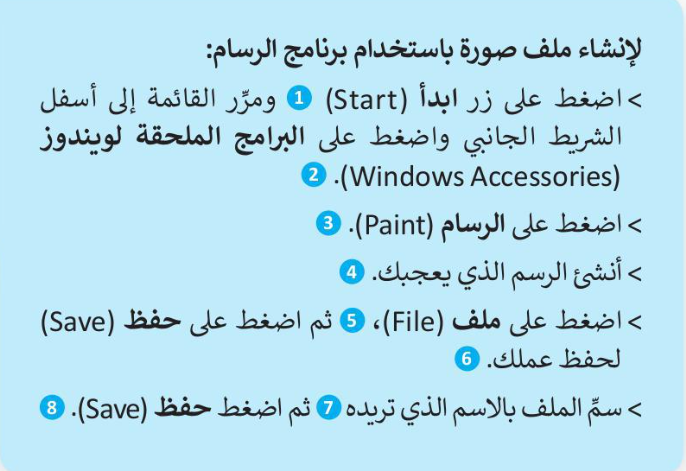 لإنشاء ملف صورة باستخدام برنامج الرسام:
> اضغط على زر ابدأ (Start) 1 ومرِّر القائمة إلى أسفل
الشريط الجانبي واضغط على البرامج الملحقة لويندوز
(Windows Accessories). 2
> اضغط على الرسام (Paint). 3
> أنشئ الرسم الذي يعجبك. 4
> اضغط على ملف (File)، 5 ثم اضغط على حفظ (Save)
لحفظ عملك. 6
> سمِّ الملف بالاسم الذي تريده 7 ثم اضغط حفظ (Save). 8